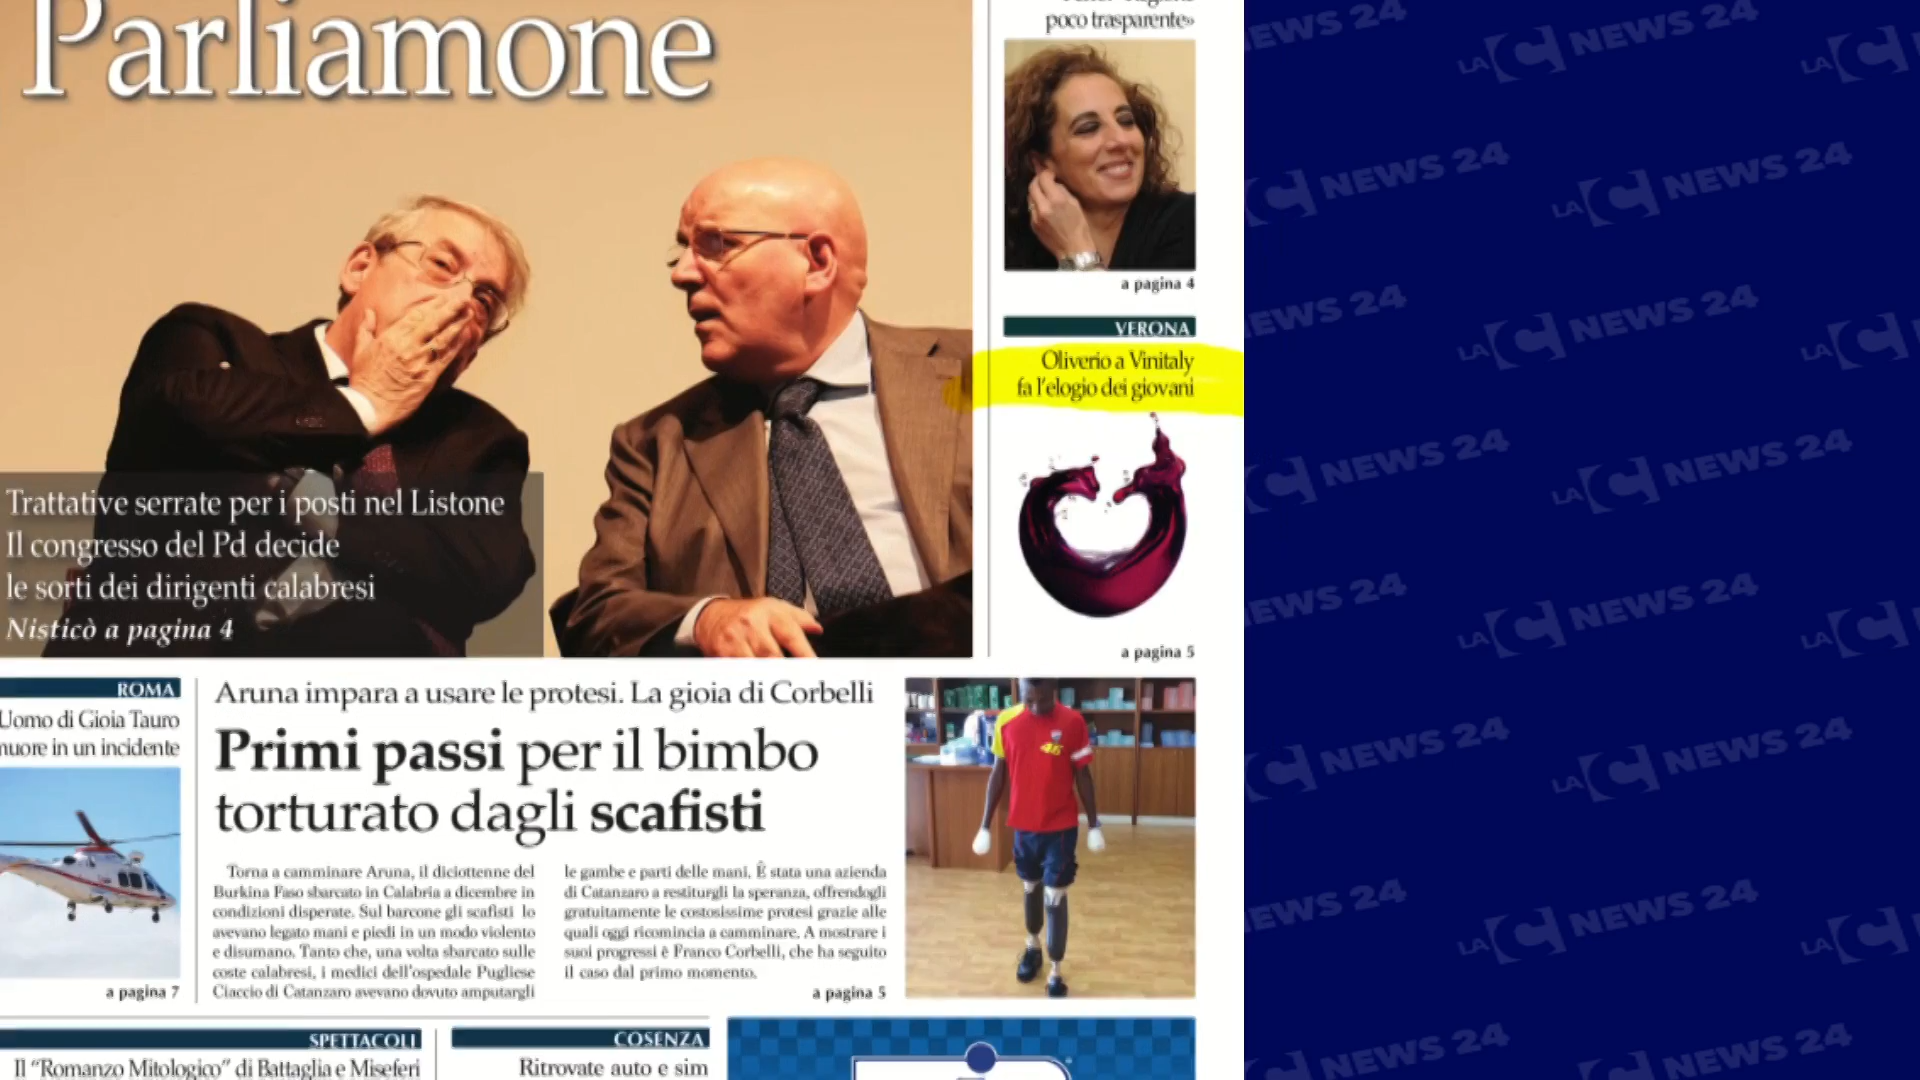 Parliamone
poco trasparente»
a pagina 4
VERONA
Oliverio a Vinitaly
fa l'elogio dei giovani
a pagina 5
Trattative serrate per i posti nel Listone
Il congresso del Pd decide
le sorti dei dirigenti calabresi
Nisticò a pagina 4
ROMA
Uomo di Gioia Tauro
muore in un incidente
a pagina 7
Aruna impara a usare le protesi. La gioia di Corbelli
Primi passi per il bimbo
torturato dagli scafisti
Torna a camminare Aruna, il diciottenne del
Burkina Faso sbarcato in Calabria a dicembre in
condizioni disperate. Sul barcone gli scafisti lo
avevano legato mani e piedi in un modo violento
e disumano. Tanto che, una volta sbarcato sulle
coste calabresi, i medici dell'ospedale Pugliese
Ciaccio di Catanzaro avevano dovuto amputargli
le gambe e parti delle mani. È stata una azienda
di Catanzaro a restiturgli la speranza, offrendogli
gratuitamente le costosissime protesi grazie alle
quali oggi ricomincia a camminare. A mostrare i
suoi progressi è Franco Corbelli, che ha seguito
il caso dal primo momento.
a pagina 5
46
SPETTACOLI
Il "Romanzo Mitologico" di Battaglia e Miseferi
COSENZA
Ritrovate auto e sim
LAC NEWS 24